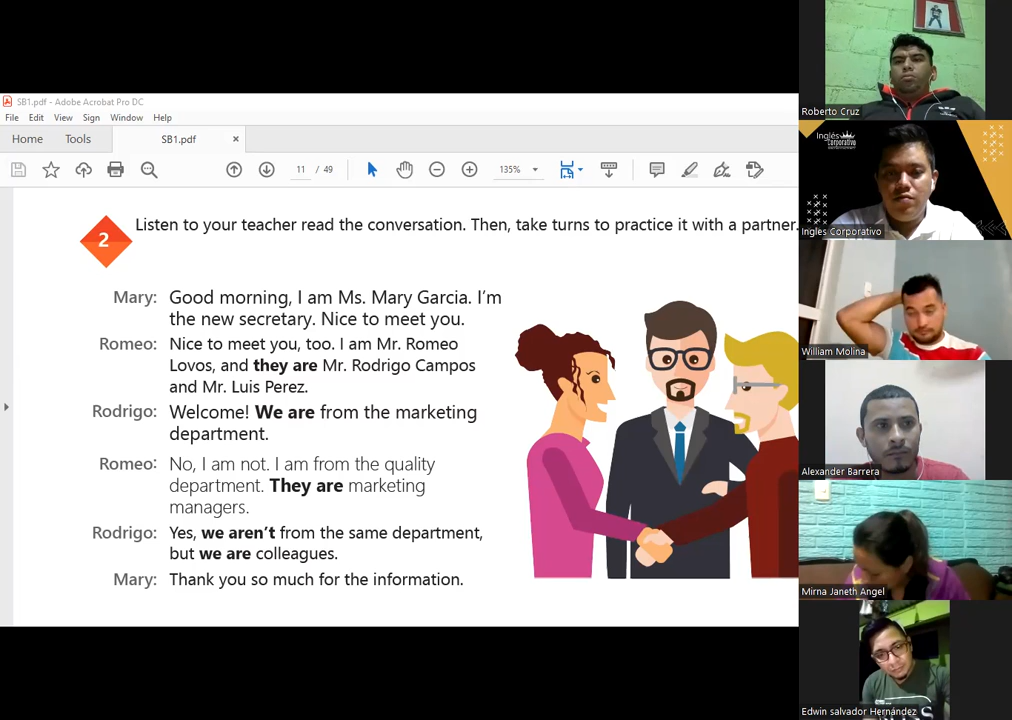 SB1.pdf - Adobe Acrobat Pro DC
File Edit View Sign Window Help
Home Tools SB1.pdf ×
11 / 49 135%
2 Listen to your teacher read the conversation. Then, take turns to practice it with a partner.
Mary: Good morning, I am Ms. Mary Garcia. I'm
the new secretary. Nice to meet you.
Romeo: Nice to meet you, too. I am Mr. Romeo
Lovos, and they are Mr. Rodrigo Campos
and Mr. Luis Perez.
Rodrigo: Welcome! We are from the marketing
department.
Romeo: No, I am not. I am from the quality
department. They are marketing
managers.
Rodrigo: Yes, we aren't from the same department,
but we are colleagues.
Mary: Thank you so much for the information.
Roberto Cruz
Inglés
Corporativo
Ingles Corporativo
William Molina
Alexander Barrera
Mirna Janeth Angel
Edwin salvador Hernández